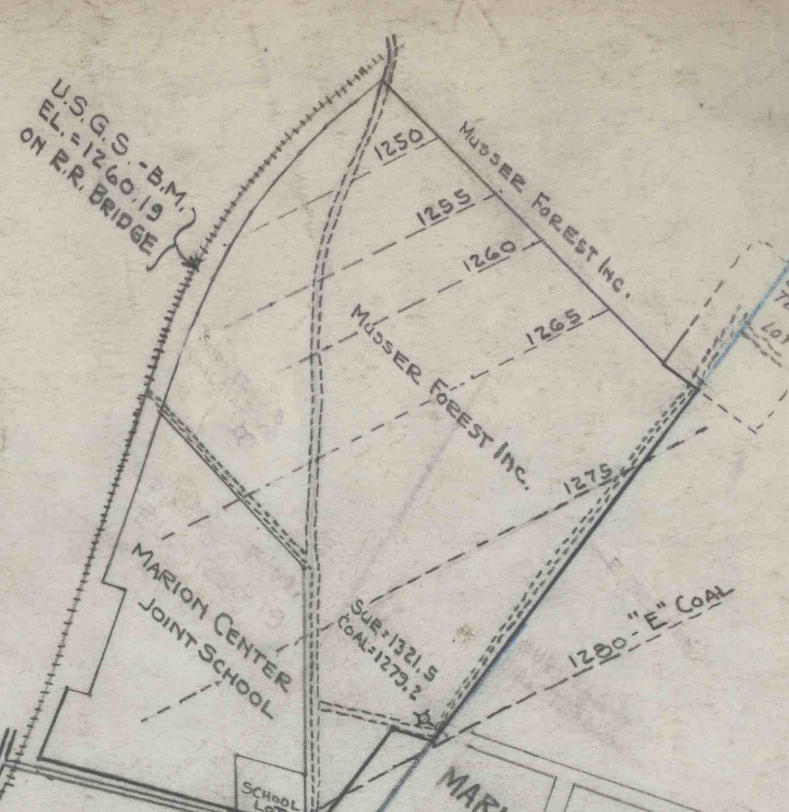 U.S.G.S.-B.M.
EL.=1260.19
ON R.R. BRIDGE
1250
MUSSER FOREST INC.
1255
1260
1265
MUSSER FOREST INC.
1275
MARION CENTER
JOINT SCHOOL
SUR=1321.5
COAL=1279.2
1280-"E" COAL
SCHOOL
LOT